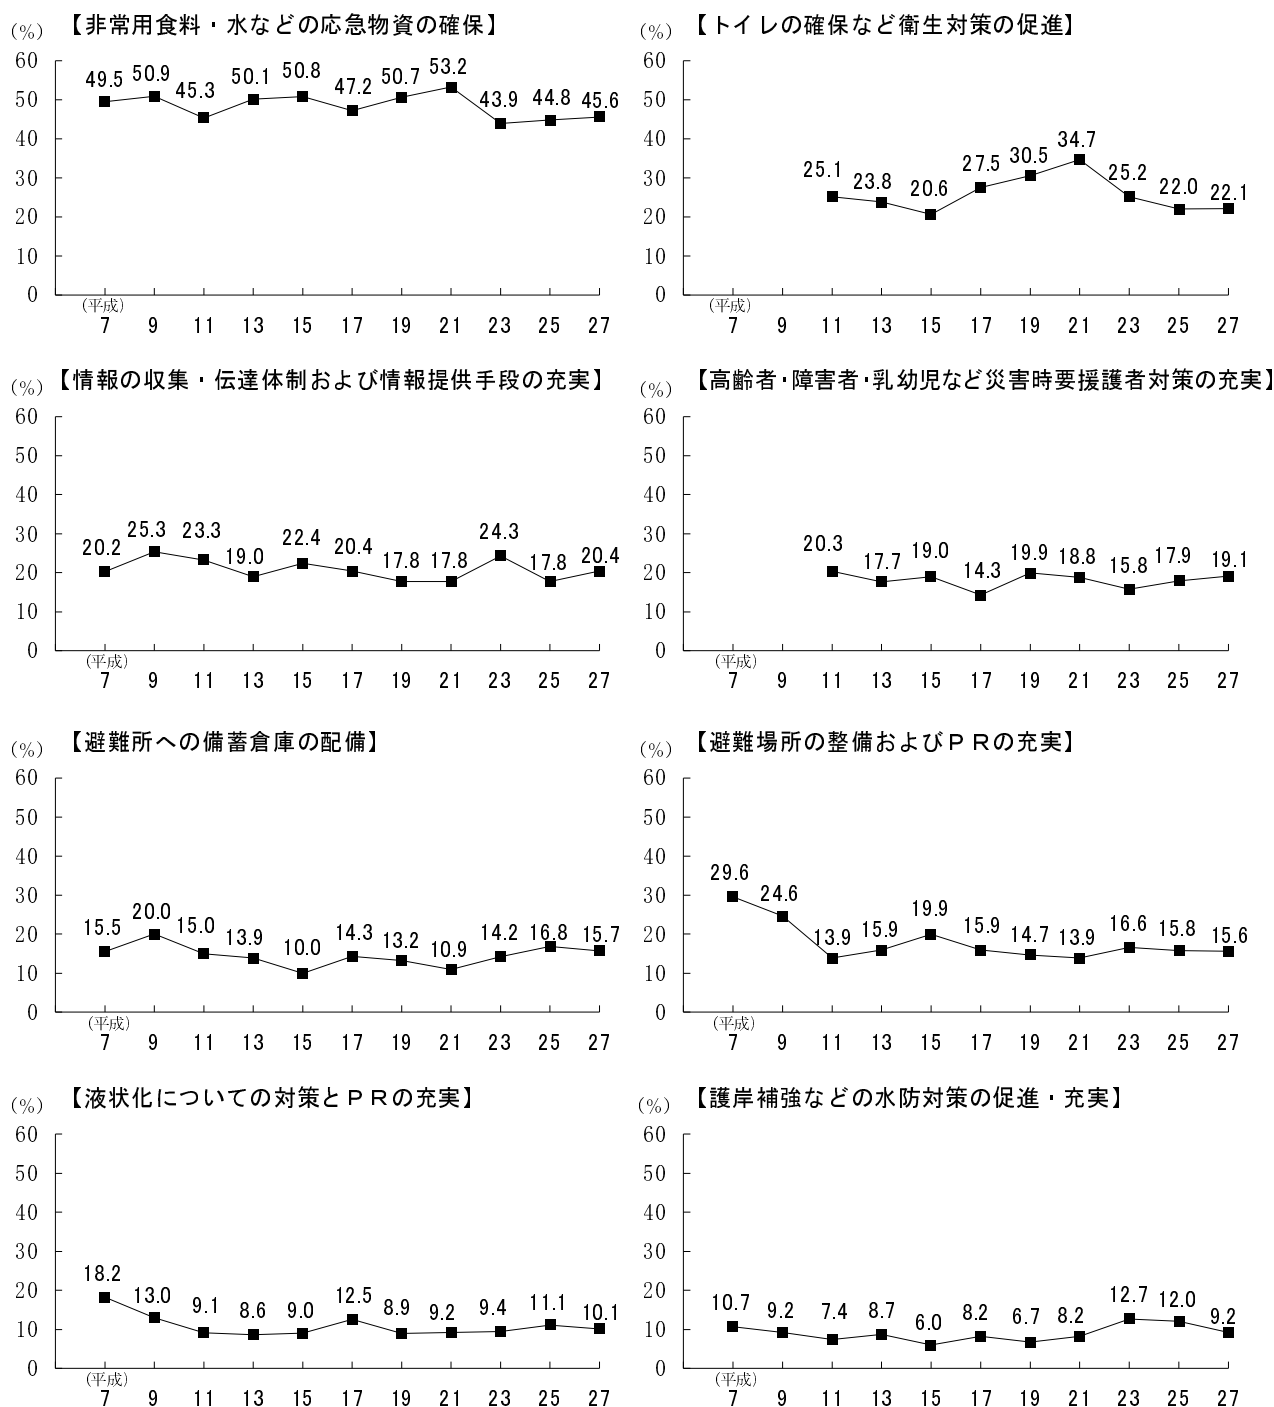 【非常用食料・水などの応急物資の確保】
(%)
60
50
40
30
20
10
0
49.5 50.9 45.3 50.1 50.8 47.2 50.7 53.2 43.9 44.8 45.6
(平成)
7 9 11 13 15 17 19 21 23 25 27
【トイレの確保など衛生対策の促進】
(%)
60
50
40
30
20
10
0
25.1 23.8 20.6 27.5 30.5 34.7 25.2 22.0 22.1
(平成)
7 9 11 13 15 17 19 21 23 25 27
【情報の収集・伝達体制および情報提供手段の充実】
(%)
60
50
40
30
20
10
0
20.2 25.3 23.3 19.0 22.4 20.4 17.8 17.8 24.3 17.8 20.4
(平成)
7 9 11 13 15 17 19 21 23 25 27
【高齢者・障害者・乳幼児など災害時要援護者対策の充実】
(%)
60
50
40
30
20
10
0
20.3 17.7 19.0 14.3 19.9 18.8 15.8 17.9 19.1
(平成)
7 9 11 13 15 17 19 21 23 25 27
【避難所への備蓄倉庫の配備】
(%)
60
50
40
30
20
10
0
15.5 20.0 15.0 13.9 10.0 14.3 13.2 10.9 14.2 16.8 15.7
(平成)
7 9 11 13 15 17 19 21 23 25 27
【避難場所の整備およびＰＲの充実】
(%)
60
50
40
30
20
10
0
29.6 24.6 13.9 15.9 19.9 15.9 14.7 13.9 16.6 15.8 15.6
(平成)
7 9 11 13 15 17 19 21 23 25 27
【液状化についての対策とＰＲの充実】
(%)
60
50
40
30
20
10
0
18.2 13.0 9.1 8.6 9.0 12.5 8.9 9.2 9.4 11.1 10.1
(平成)
7 9 11 13 15 17 19 21 23 25 27
【護岸補強などの水防対策の促進・充実】
(%)
60
50
40
30
20
10
0
10.7 9.2 7.4 8.7 6.0 8.2 6.7 8.2 12.7 12.0 9.2
(平成)
7 9 11 13 15 17 19 21 23 25 27